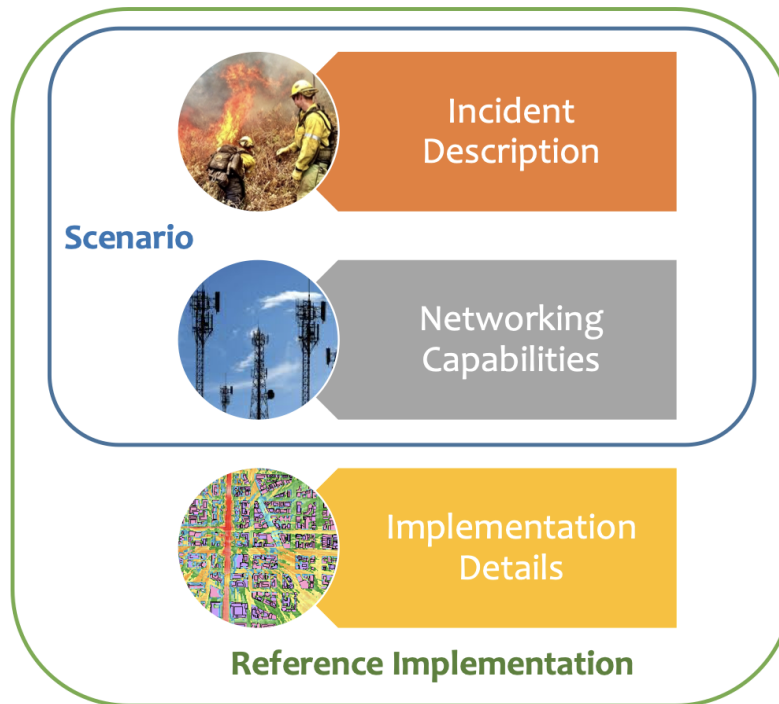 Incident
Description
Scenario
Networking
Capabilities
Implementation
Details
Reference Implementation